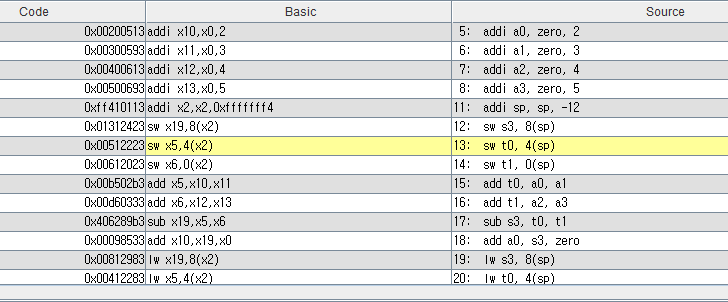 Code Basic Source
0x00200513 addi x10,x0,2 5: addi a0, zero, 2
0x00300593 addi x11,x0,3 6: addi a1, zero, 3
0x00400613 addi x12,x0,4 7: addi a2, zero, 4
0x00500693 addi x13,x0,5 8: addi a3, zero, 5
0xff410113 addi x2,x2,0xfffffff4 11: addi sp, sp, -12
0x01312423 sw x19,8(x2) 12: sw s3, 8(sp)
0x00512223 sw x5,4(x2) 13: sw t0, 4(sp)
0x00612023 sw x6,0(x2) 14: sw t1, 0(sp)
0x00b502b3 add x5,x10,x11 15: add t0, a0, a1
0x00d60333 add x6,x12,x13 16: add t1, a2, a3
0x406289b3 sub x19,x5,x6 17: sub s3, t0, t1
0x00098533 add x10,x19,x0 18: add a0, s3, zero
0x00812983 lw x19,8(x2) 19: lw s3, 8(sp)
0x00412283 lw x5,4(x2) 20: lw t0, 4(sp)